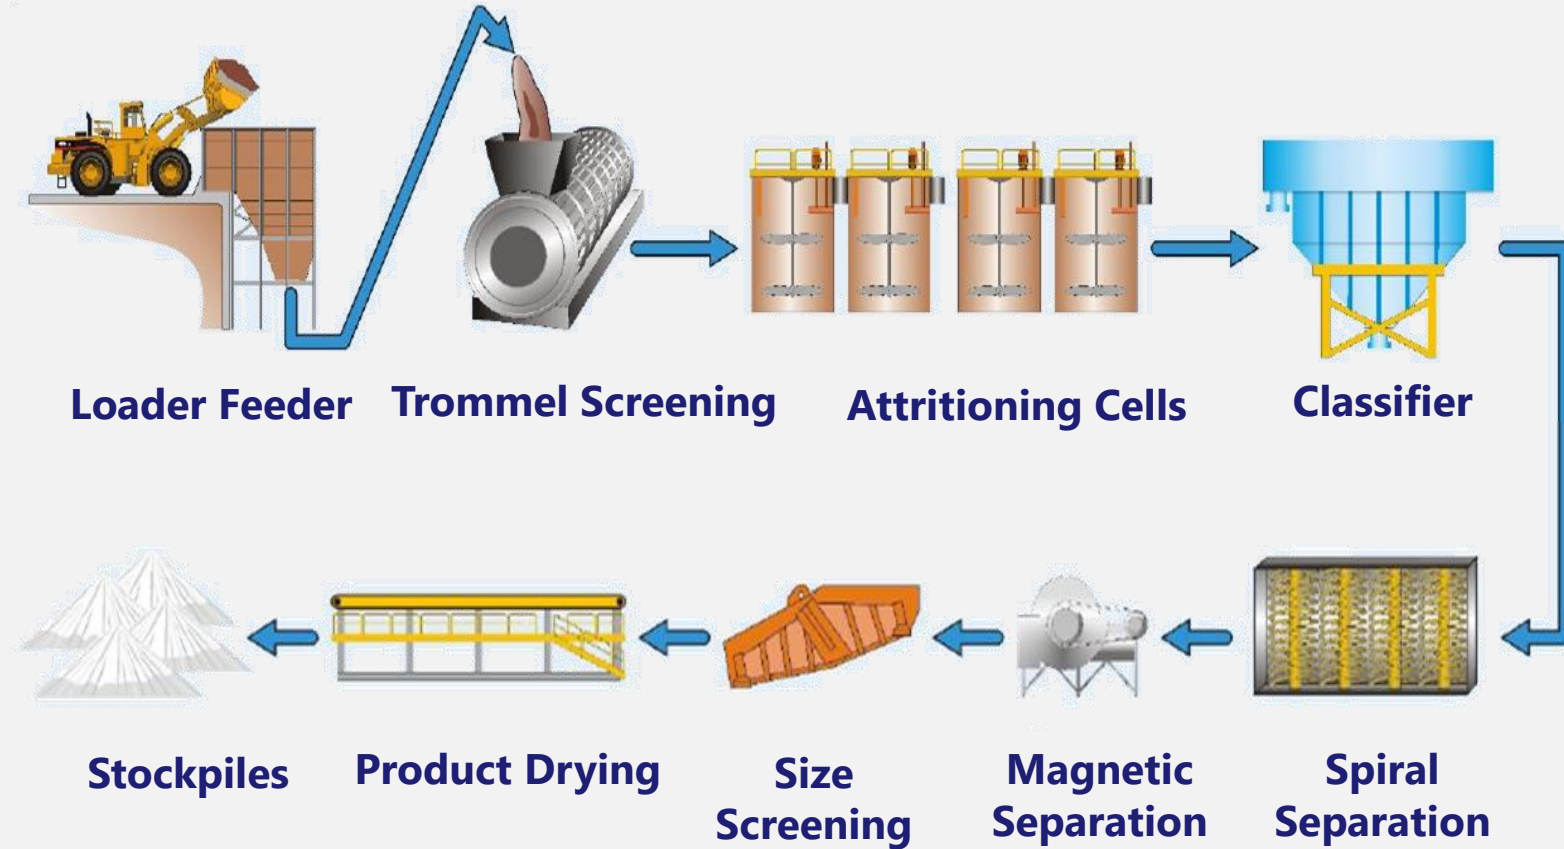 Loader Feeder
Trommel Screening
Attritioning Cells
Classifier
Stockpiles
Product Drying
Size
Screening
Magnetic
Separation
Spiral
Separation